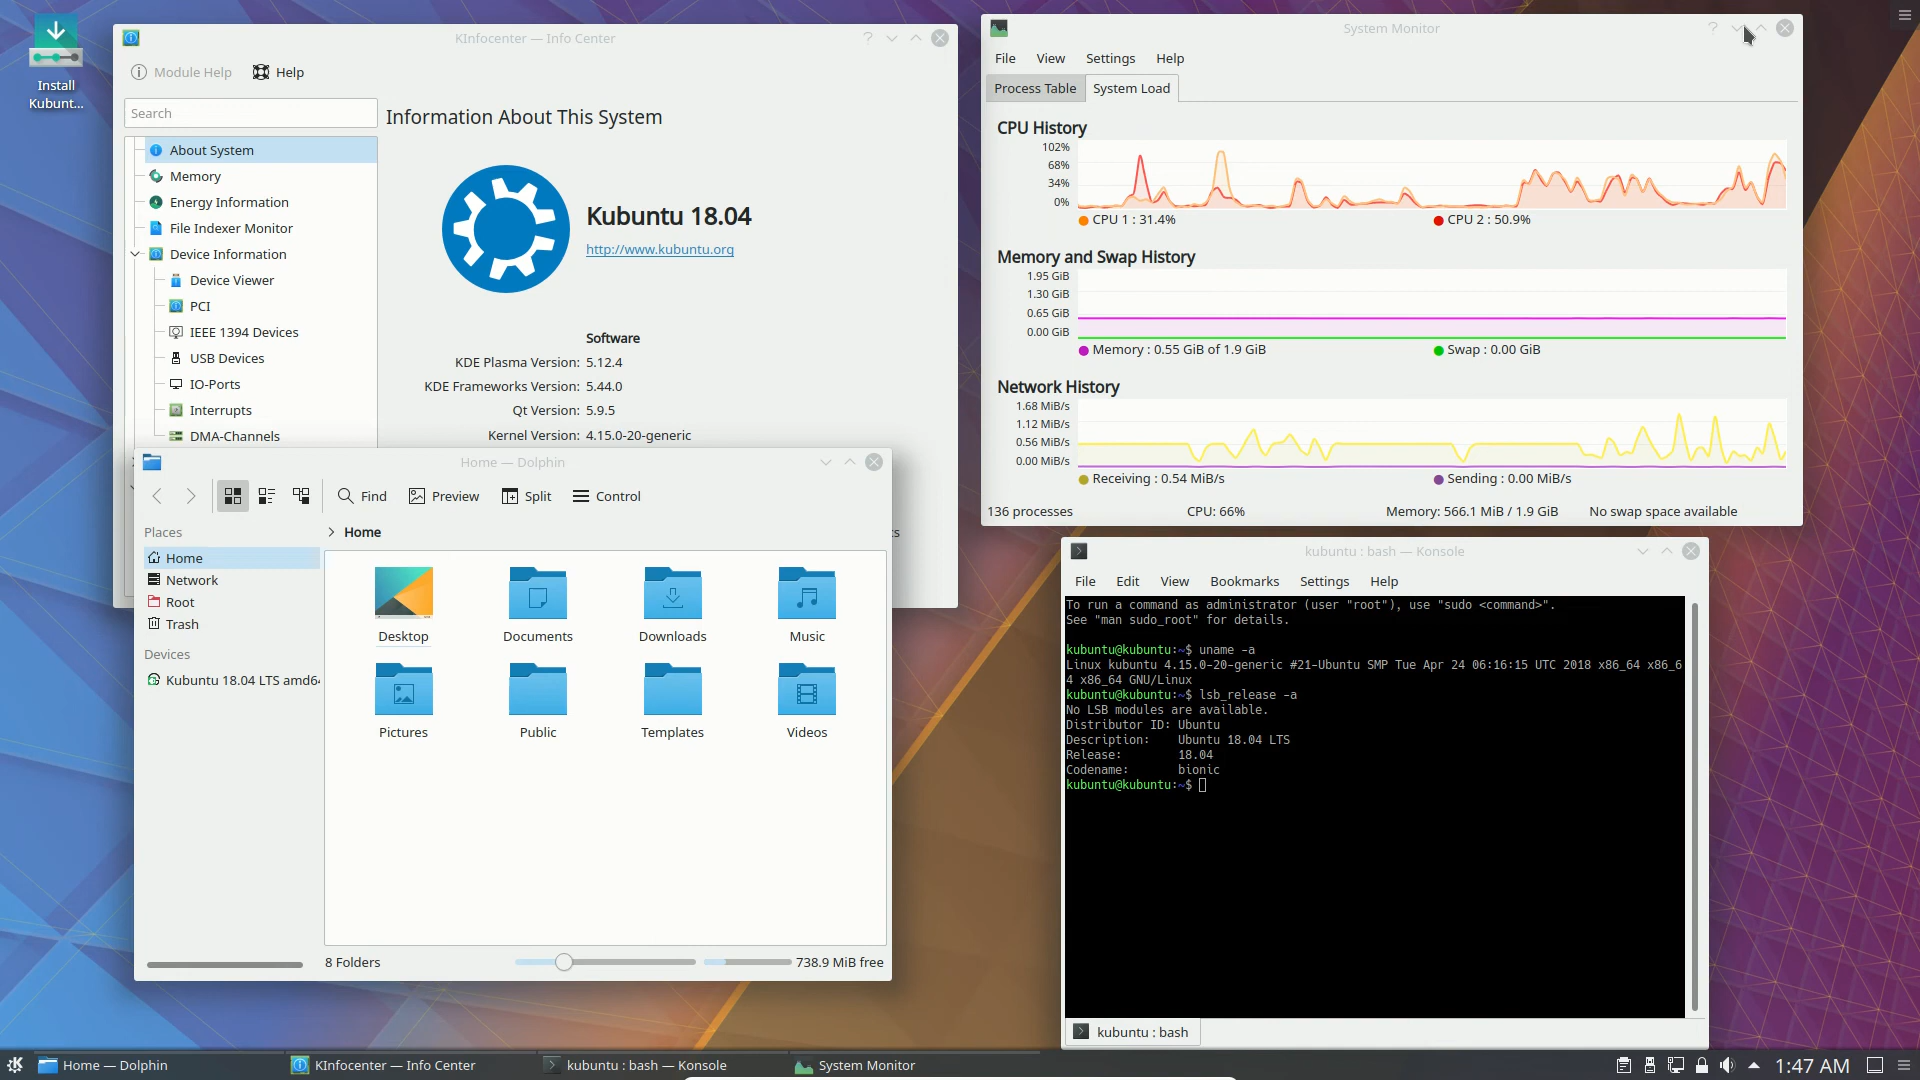 Install
Kubunt...
KInfocenter — Info Center
Module Help
Help
Search
About System
Memory
Energy Information
File Indexer Monitor
Device Information
Device Viewer
PCI
IEEE 1394 Devices
USB Devices
IO-Ports
Interrupts
DMA-Channels
Information About This System
Kubuntu 18.04
http://www.kubuntu.org
Software
KDE Plasma Version: 5.12.4
KDE Frameworks Version: 5.44.0
Qt Version: 5.9.5
Kernel Version: 4.15.0-20-generic
Home — Dolphin
Find
Preview
Split
Control
Places
Home
Network
Root
Trash
Devices
Kubuntu 18.04 LTS amd64
> Home
Desktop
Documents
Downloads
Music
Pictures
Public
Templates
Videos
8 Folders
738.9 MiB free
System Monitor
File View Settings Help
Process Table
System Load
CPU History
102%
68%
34%
0%
CPU 1 : 31.4%
CPU 2 : 50.9%
Memory and Swap History
1.95 GiB
1.30 GiB
0.65 GiB
0.00 GiB
Memory : 0.55 GiB of 1.9 GiB
Swap : 0.00 GiB
Network History
1.68 MiB/s
1.12 MiB/s
0.56 MiB/s
0.00 MiB/s
Receiving : 0.54 MiB/s
Sending : 0.00 MiB/s
136 processes
CPU: 66%
Memory: 566.1 MiB / 1.9 GiB
No swap space available
kubuntu : bash — Konsole
File Edit View Bookmarks Settings Help
To run a command as administrator (user "root"), use "sudo <command>".
See "man sudo_root" for details.
kubuntu@kubuntu:~$ uname -a
Linux kubuntu 4.15.0-20-generic #21-Ubuntu SMP Tue Apr 24 06:16:15 UTC 2018 x86_64 x86_6
4 x86_64 GNU/Linux
kubuntu@kubuntu:~$ lsb_release -a
No LSB modules are available.
Distributor ID: Ubuntu
Description: Ubuntu 18.04 LTS
Release: 18.04
Codename: bionic
kubuntu@kubuntu:~$
kubuntu : bash
Home — Dolphin
KInfocenter — Info Center
kubuntu : bash — Konsole
System Monitor
1:47 AM